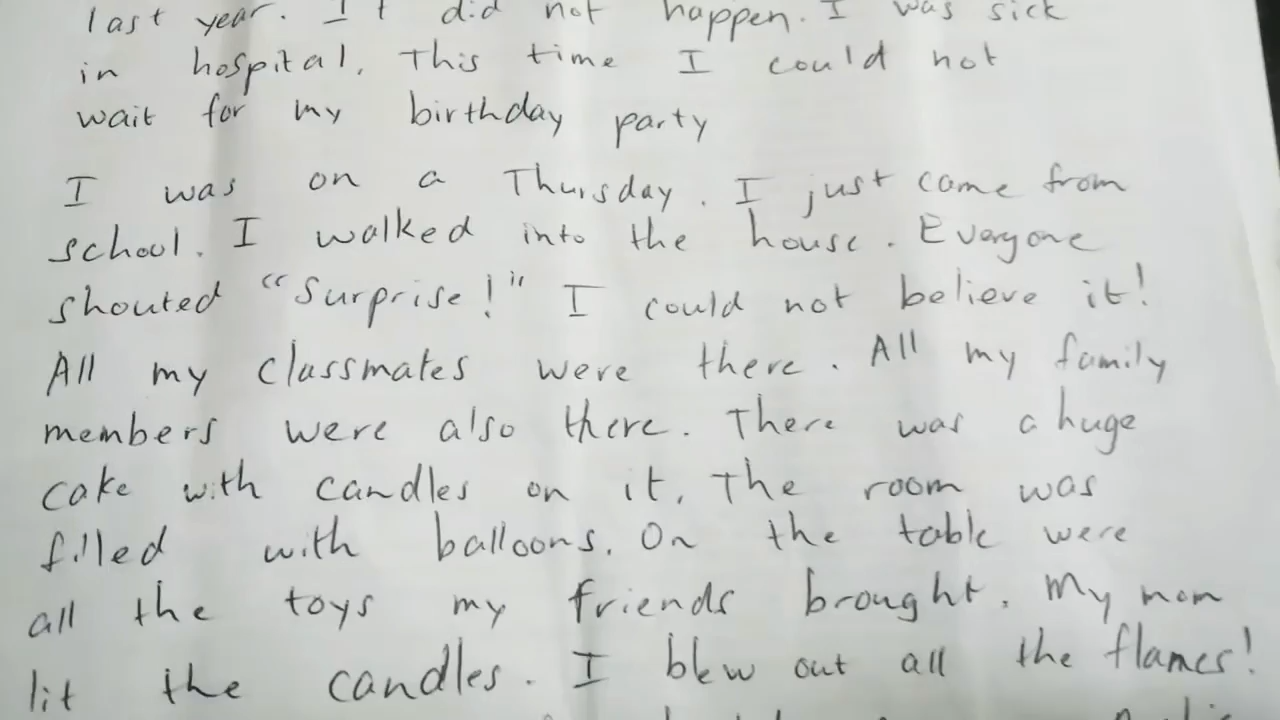 last year. It did not happen. I was sick
in hospital. This time I could not
wait for my birthday party
I was on a Thursday. I just came from
school. I walked into the house. Everyone
shouted "Surprise!" I could not believe it!
All my classmates were there. All my family
members were also there. There was a huge
cake with candles on it. The room was
filled with balloons. On the table were
all the toys my friends brought. My mom
lit the candles. I blew out all the flames!